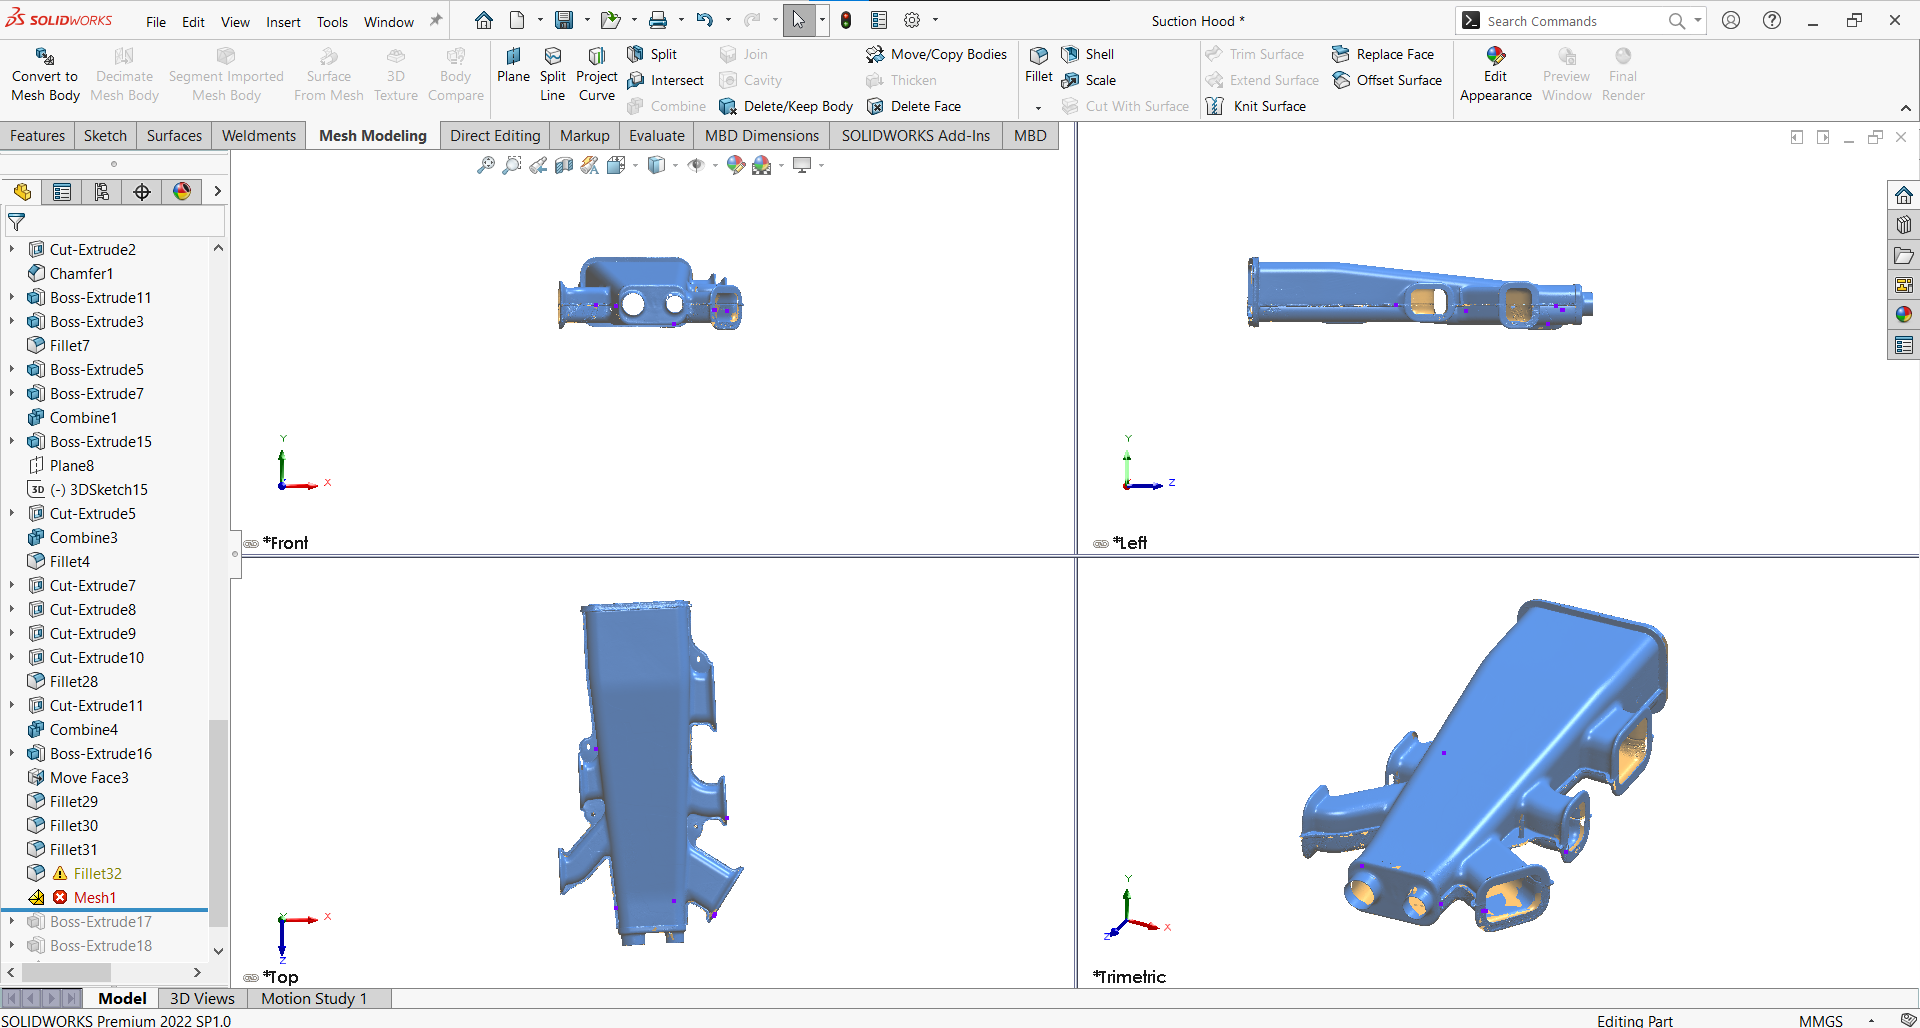 SOLIDWORKS
File Edit View Insert Tools Window
Suction Hood *
Search Commands
Convert to Mesh Body
Decimate Mesh Body
Segment Imported Mesh Body
Surface From Mesh
3D Texture
Body Compare
Plane
Split Line
Project Curve
Split
Intersect
Combine
Join
Cavity
Delete/Keep Body
Move/Copy Bodies
Thicken
Delete Face
Fillet
Shell
Scale
Cut With Surface
Trim Surface
Extend Surface
Knit Surface
Replace Face
Offset Surface
Edit Appearance
Preview Window
Final Render
Features Sketch Surfaces Weldments Mesh Modeling Direct Editing Markup Evaluate MBD Dimensions SOLIDWORKS Add-Ins MBD
Cut-Extrude2
Chamfer1
Boss-Extrude11
Boss-Extrude3
Fillet7
Boss-Extrude5
Boss-Extrude7
Combine1
Boss-Extrude15
Plane8
3D (-) 3DSketch15
Cut-Extrude5
Combine3
Fillet4
Cut-Extrude7
Cut-Extrude8
Cut-Extrude9
Cut-Extrude10
Fillet28
Cut-Extrude11
Combine4
Boss-Extrude16
Move Face3
Fillet29
Fillet30
Fillet31
Fillet32
Mesh1
Boss-Extrude17
Boss-Extrude18
Y
X
*Front
Y
Z
*Left
Y
X
Z
*Top
Y
X
Z
*Trimetric
Model 3D Views Motion Study 1
SOLIDWORKS Premium 2022 SP1.0
Editing Part
MMGS